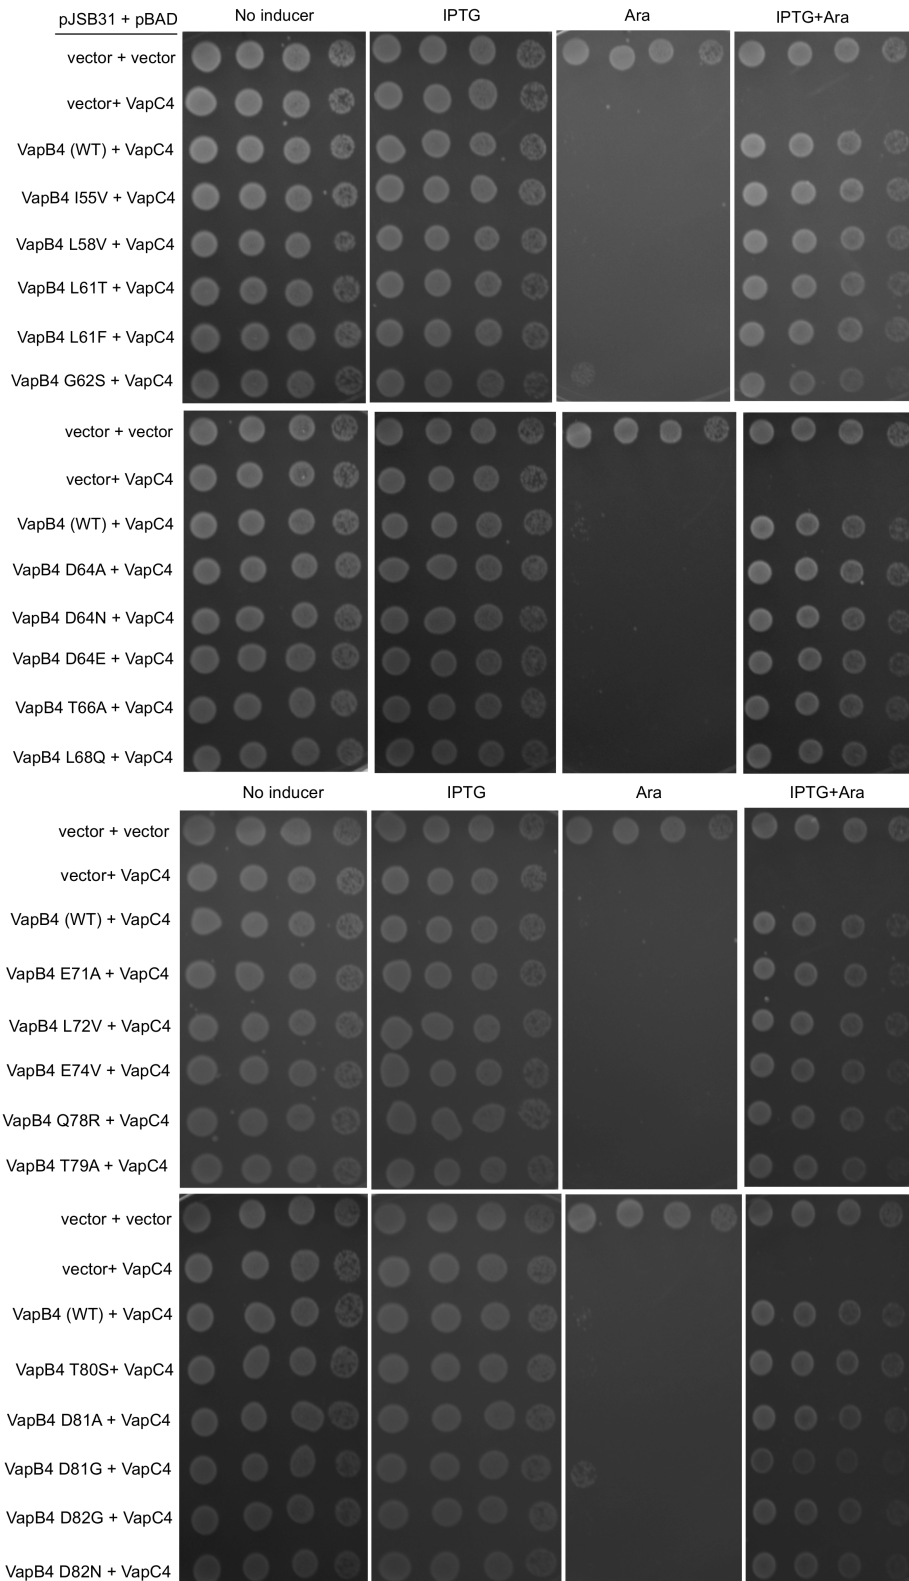 pJSB31 + pBAD
No inducer
IPTG
Ara
IPTG+Ara
vector + vector
vector+ VapC4
VapB4 (WT) + VapC4
VapB4 I55V + VapC4
VapB4 L58V + VapC4
VapB4 L61T + VapC4
VapB4 L61F + VapC4
VapB4 G62S + VapC4
vector + vector
vector+ VapC4
VapB4 (WT) + VapC4
VapB4 D64A + VapC4
VapB4 D64N + VapC4
VapB4 D64E + VapC4
VapB4 T66A + VapC4
VapB4 L68Q + VapC4
No inducer
IPTG
Ara
IPTG+Ara
vector + vector
vector+ VapC4
VapB4 (WT) + VapC4
VapB4 E71A + VapC4
VapB4 L72V + VapC4
VapB4 E74V + VapC4
VapB4 Q78R + VapC4
VapB4 T79A + VapC4
vector + vector
vector+ VapC4
VapB4 (WT) + VapC4
VapB4 T80S+ VapC4
VapB4 D81A + VapC4
VapB4 D81G + VapC4
VapB4 D82G + VapC4
VapB4 D82N + VapC4